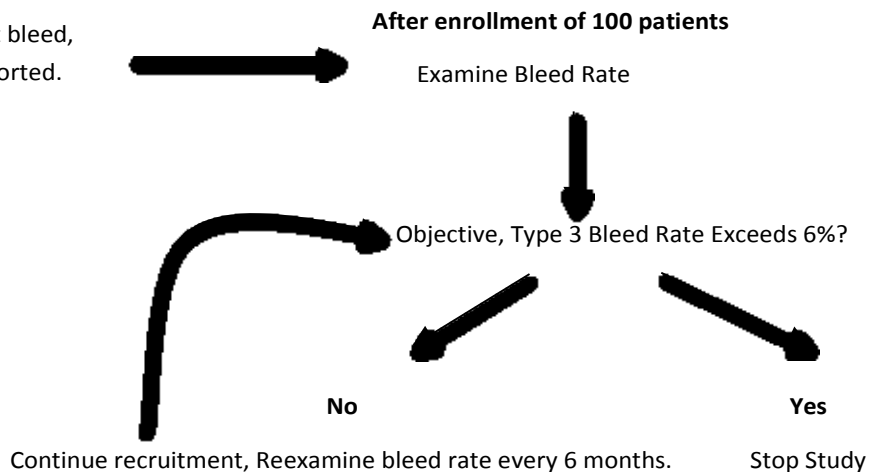 bleed,
After enrollment of 100 patients
Examine Bleed Rate
Objective, Type 3 Bleed Rate Exceeds 6%?
No
Yes
Continue recruitment, Reexamine bleed rate every 6 months.
Stop Study